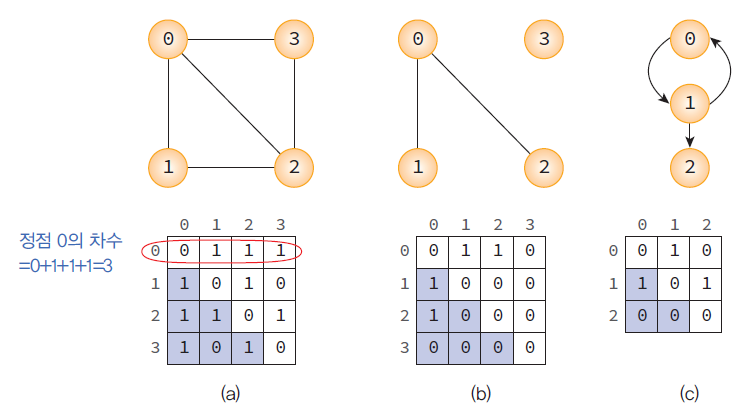 0 3 0 3 0
1
1 2 1 2 2
정점 0의 차수
=0+1+1+1=3
0 1 2 3
0 0 1 1 1
1 1 0 1 0
2 1 1 0 1
3 1 0 1 0
(a)
0 1 2 3
0 0 1 1 0
1 1 0 0 0
2 1 0 0 0
3 0 0 0 0
(b)
0 1 2
0 0 1 0
1 1 0 1
2 0 0 0
(c)